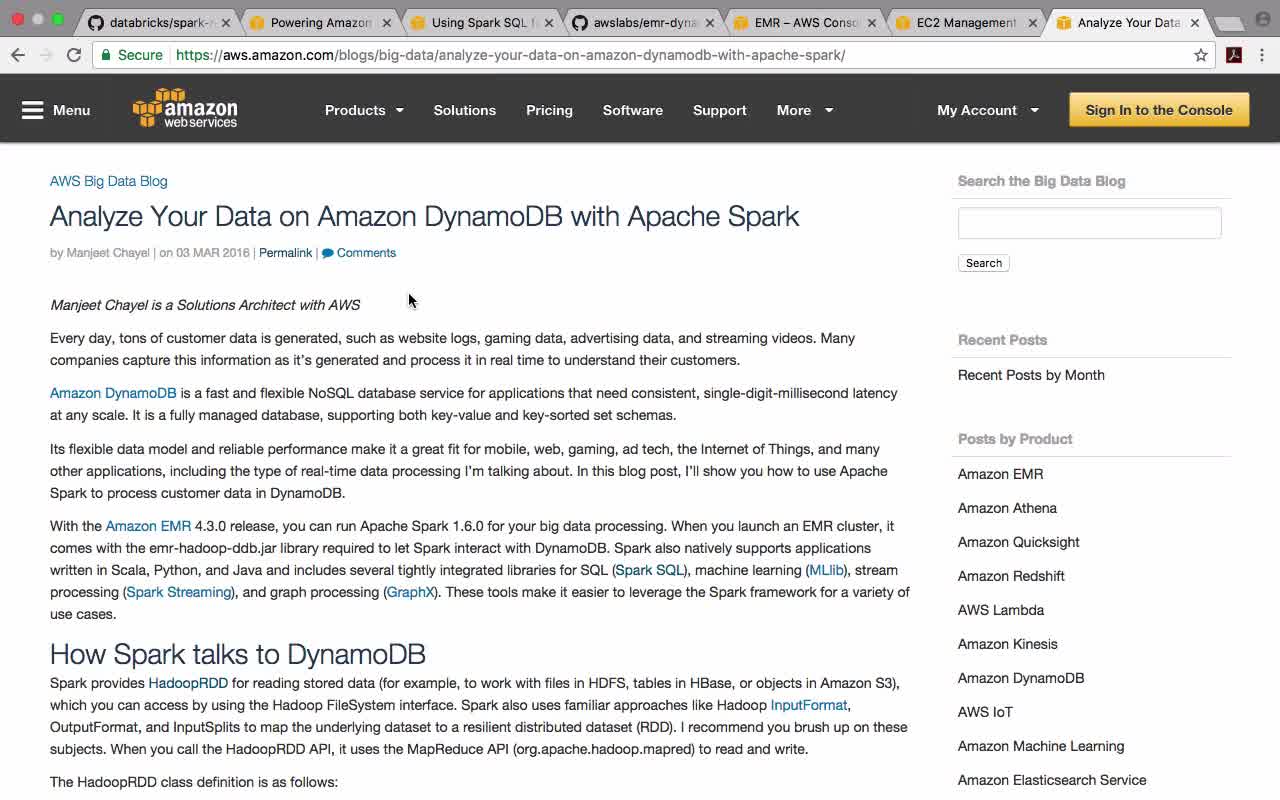 databricks/spark-r
Powering Amazon
Using Spark SQL f
awslabs/emr-dyna
EMR – AWS Conso
EC2 Management
Analyze Your Data
Secure https://aws.amazon.com/blogs/big-data/analyze-your-data-on-amazon-dynamodb-with-apache-spark/
Menu
amazon
web services
Products
Solutions
Pricing
Software
Support
More
My Account
Sign In to the Console
AWS Big Data Blog
Analyze Your Data on Amazon DynamoDB with Apache Spark
by Manjeet Chayel | on 03 MAR 2016 | Permalink | Comments
Manjeet Chayel is a Solutions Architect with AWS
Every day, tons of customer data is generated, such as website logs, gaming data, advertising data, and streaming videos. Many
companies capture this information as it's generated and process it in real time to understand their customers.
Amazon DynamoDB is a fast and flexible NoSQL database service for applications that need consistent, single-digit-millisecond latency
at any scale. It is a fully managed database, supporting both key-value and key-sorted set schemas.
Its flexible data model and reliable performance make it a great fit for mobile, web, gaming, ad tech, the Internet of Things, and many
other applications, including the type of real-time data processing I'm talking about. In this blog post, I'll show you how to use Apache
Spark to process customer data in DynamoDB.
With the Amazon EMR 4.3.0 release, you can run Apache Spark 1.6.0 for your big data processing. When you launch an EMR cluster, it
comes with the emr-hadoop-ddb.jar library required to let Spark interact with DynamoDB. Spark also natively supports applications
written in Scala, Python, and Java and includes several tightly integrated libraries for SQL (Spark SQL), machine learning (MLlib), stream
processing (Spark Streaming), and graph processing (GraphX). These tools make it easier to leverage the Spark framework for a variety of
use cases.
How Spark talks to DynamoDB
Spark provides HadoopRDD for reading stored data (for example, to work with files in HDFS, tables in HBase, or objects in Amazon S3),
which you can access by using the Hadoop FileSystem interface. Spark also uses familiar approaches like Hadoop InputFormat,
OutputFormat, and InputSplits to map the underlying dataset to a resilient distributed dataset (RDD). I recommend you brush up on these
subjects. When you call the HadoopRDD API, it uses the MapReduce API (org.apache.hadoop.mapred) to read and write.
The HadoopRDD class definition is as follows:
Search the Big Data Blog
Search
Recent Posts
Recent Posts by Month
Posts by Product
Amazon EMR
Amazon Athena
Amazon Quicksight
Amazon Redshift
AWS Lambda
Amazon Kinesis
Amazon DynamoDB
AWS IoT
Amazon Machine Learning
Amazon Elasticsearch Service